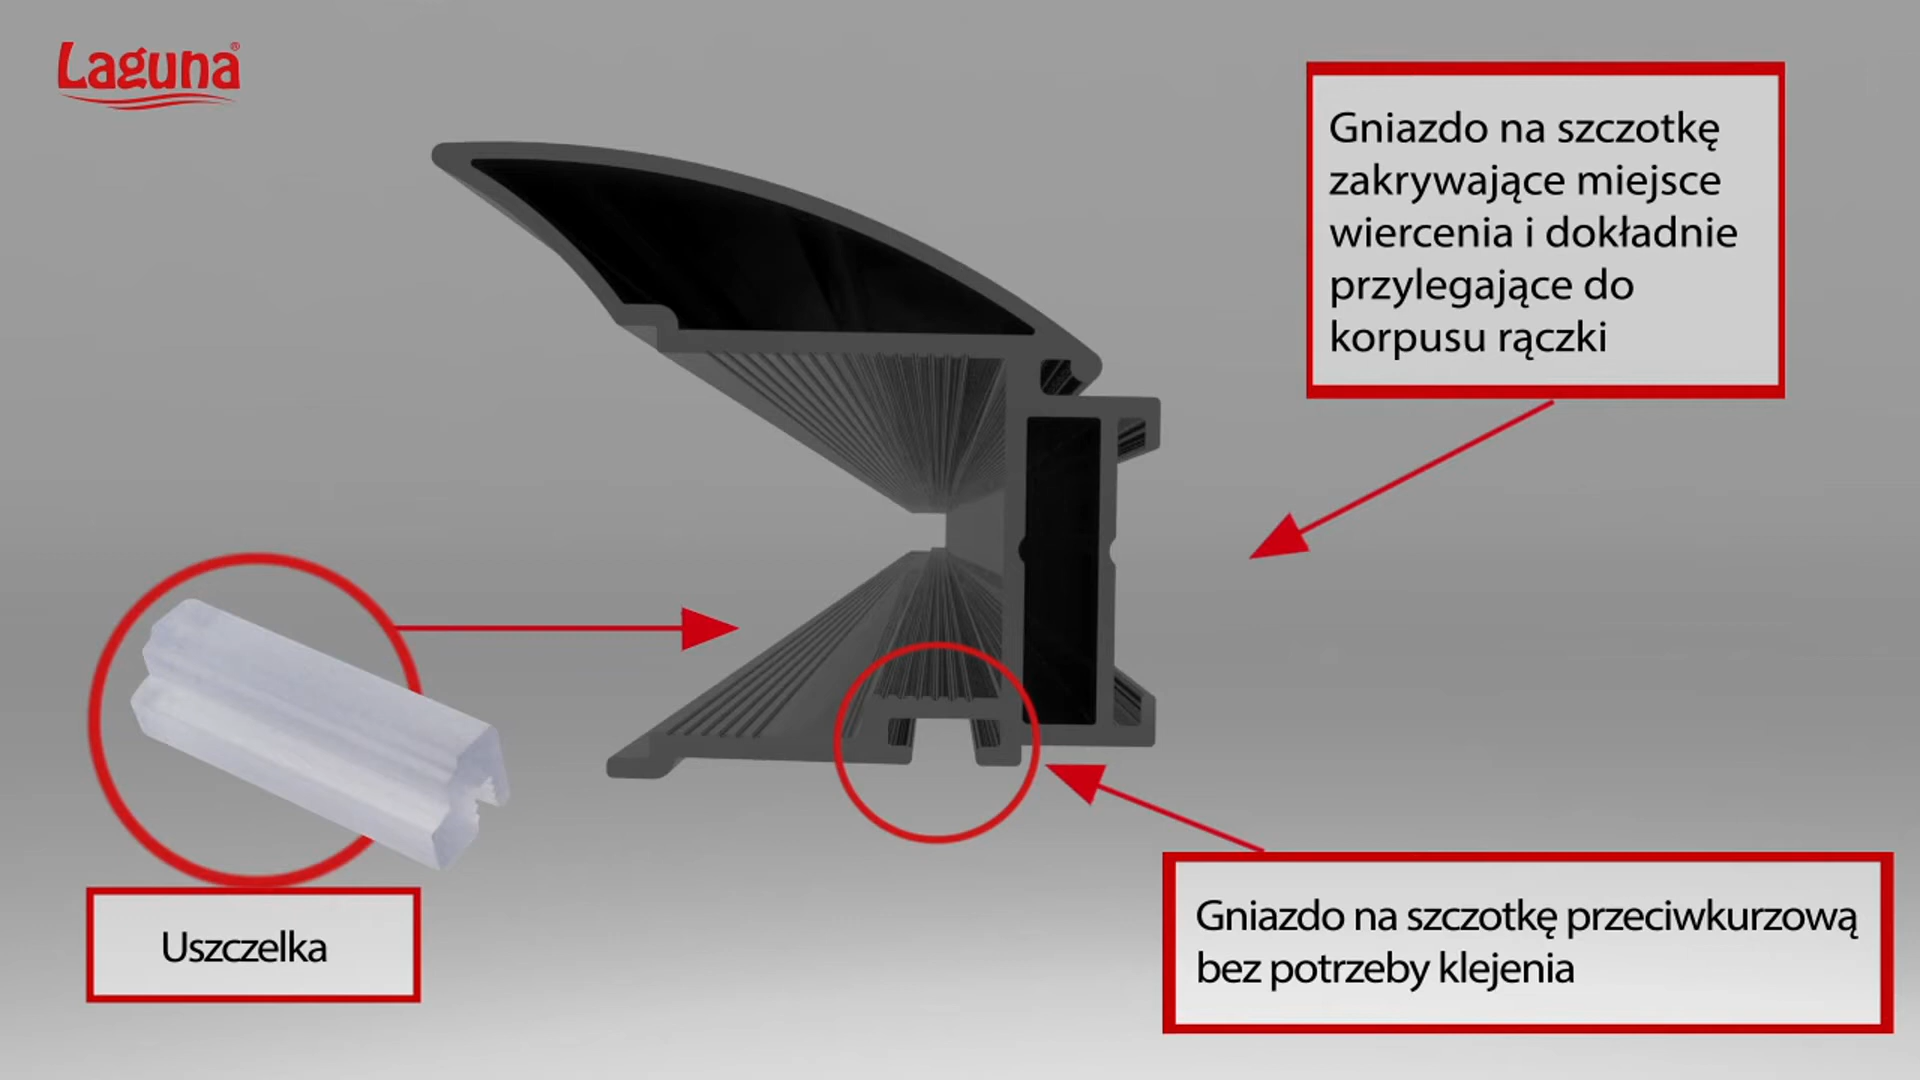 Laguna®
Gniazdo na szczotkę
zakrywające miejsce
wiercenia i dokładnie
przylegające do
korpusu rączki
Uszczelka
Gniazdo na szczotkę przeciwkurzową
bez potrzeby klejenia